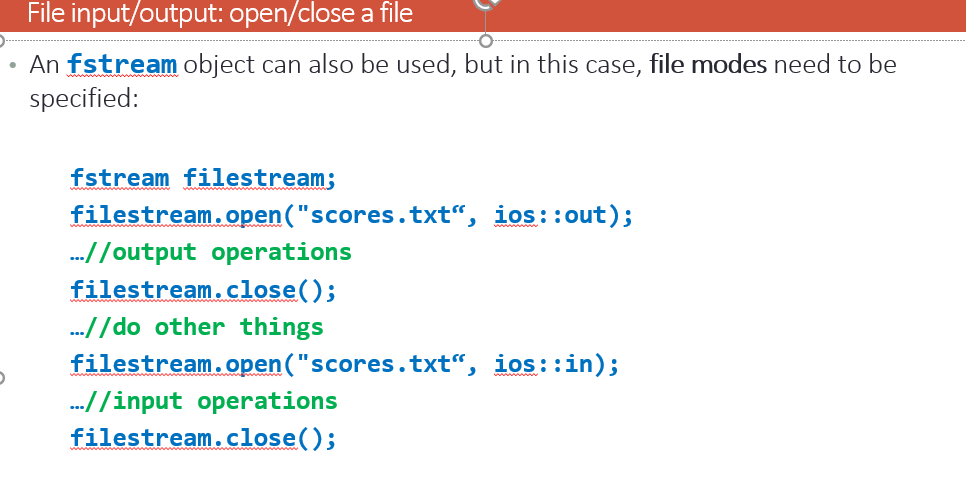 File input/output: open/close a file
• An fstream object can also be used, but in this case, file modes need to be
specified:
fstream filestream;
filestream.open("scores.txt“, ios::out);
…//output operations
filestream.close();
…//do other things
filestream.open("scores.txt“, ios::in);
…//input operations
filestream.close();